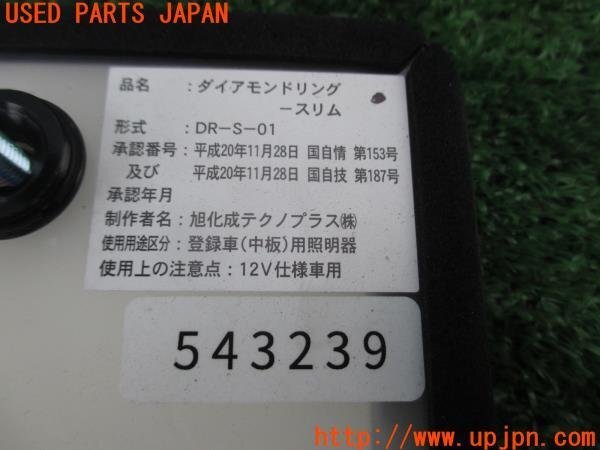 USED PARTS JAPAN
品名 :ダイアモンドリング
－スリム
形式 :DR－S－01
承認番号:平成20年11月28日 国自情 第153号
及び 平成20年11月28日 国自技 第187号
承認年月
制作者名:旭化成テクノプラス㈱
使用用途区分:登録車(中板)用照明器
使用上の注意点:12V仕様車用
543239
http://www.upjpn.com/